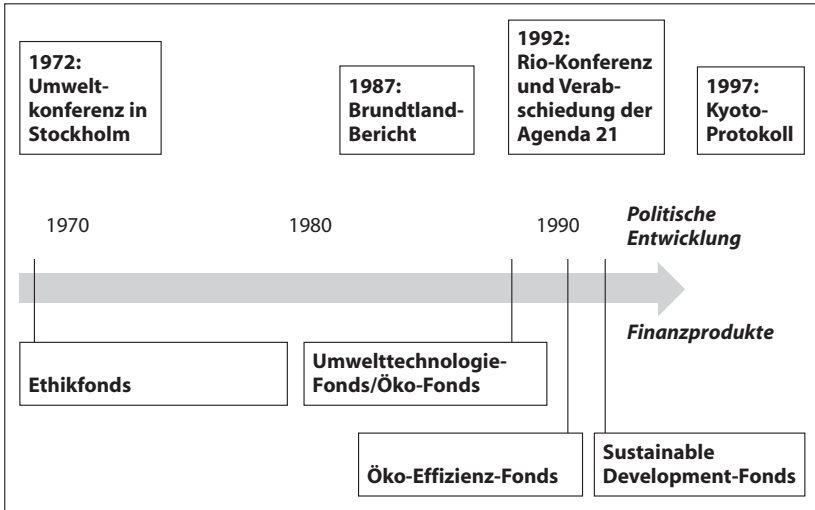 1972:
Umwelt-
konferenz in
Stockholm
1987:
Brundtland-
Bericht
1992:
Rio-Konferenz
und Verab-
schiedung der
Agenda 21
1997:
Kyoto-
Protokoll
1970
1980
1990
Politische
Entwicklung
Finanzprodukte
Ethikfonds
Umwelttechnologie-
Fonds/Öko-Fonds
Öko-Effizienz-Fonds
Sustainable
Development-Fonds